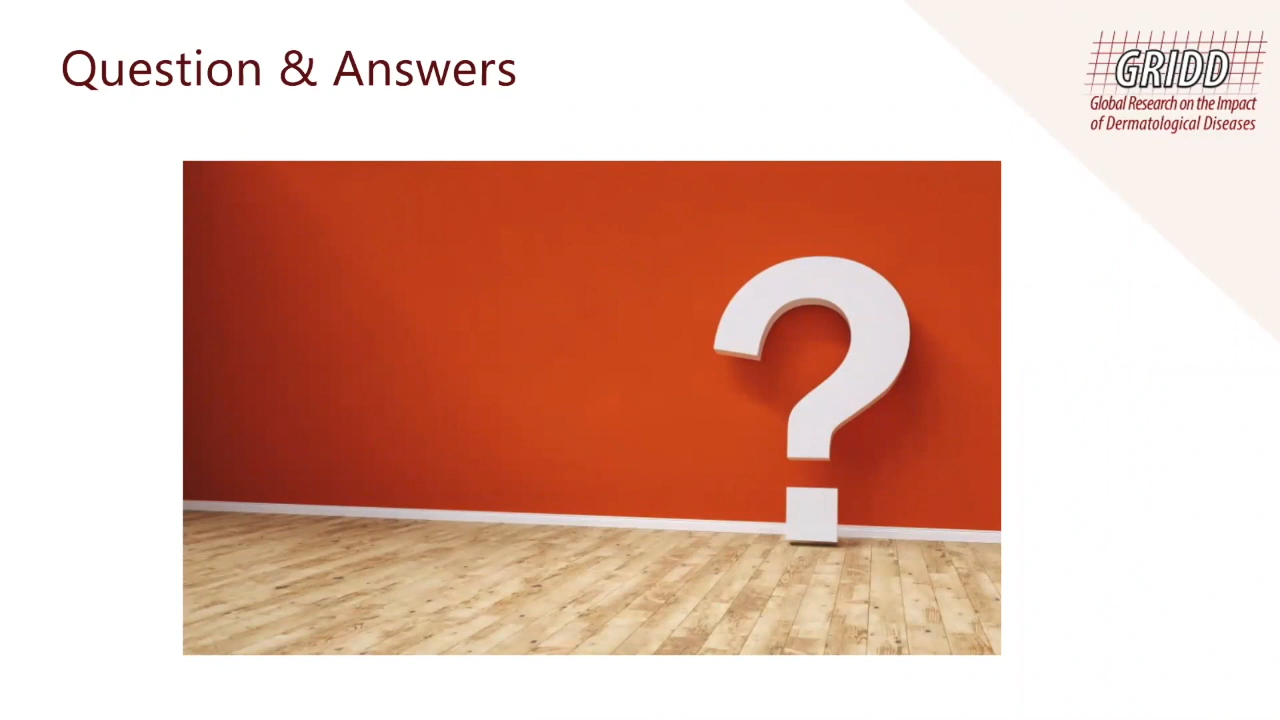 Question & Answers
GRIDD
Global Research on the Impact
of Dermatological Diseases
?